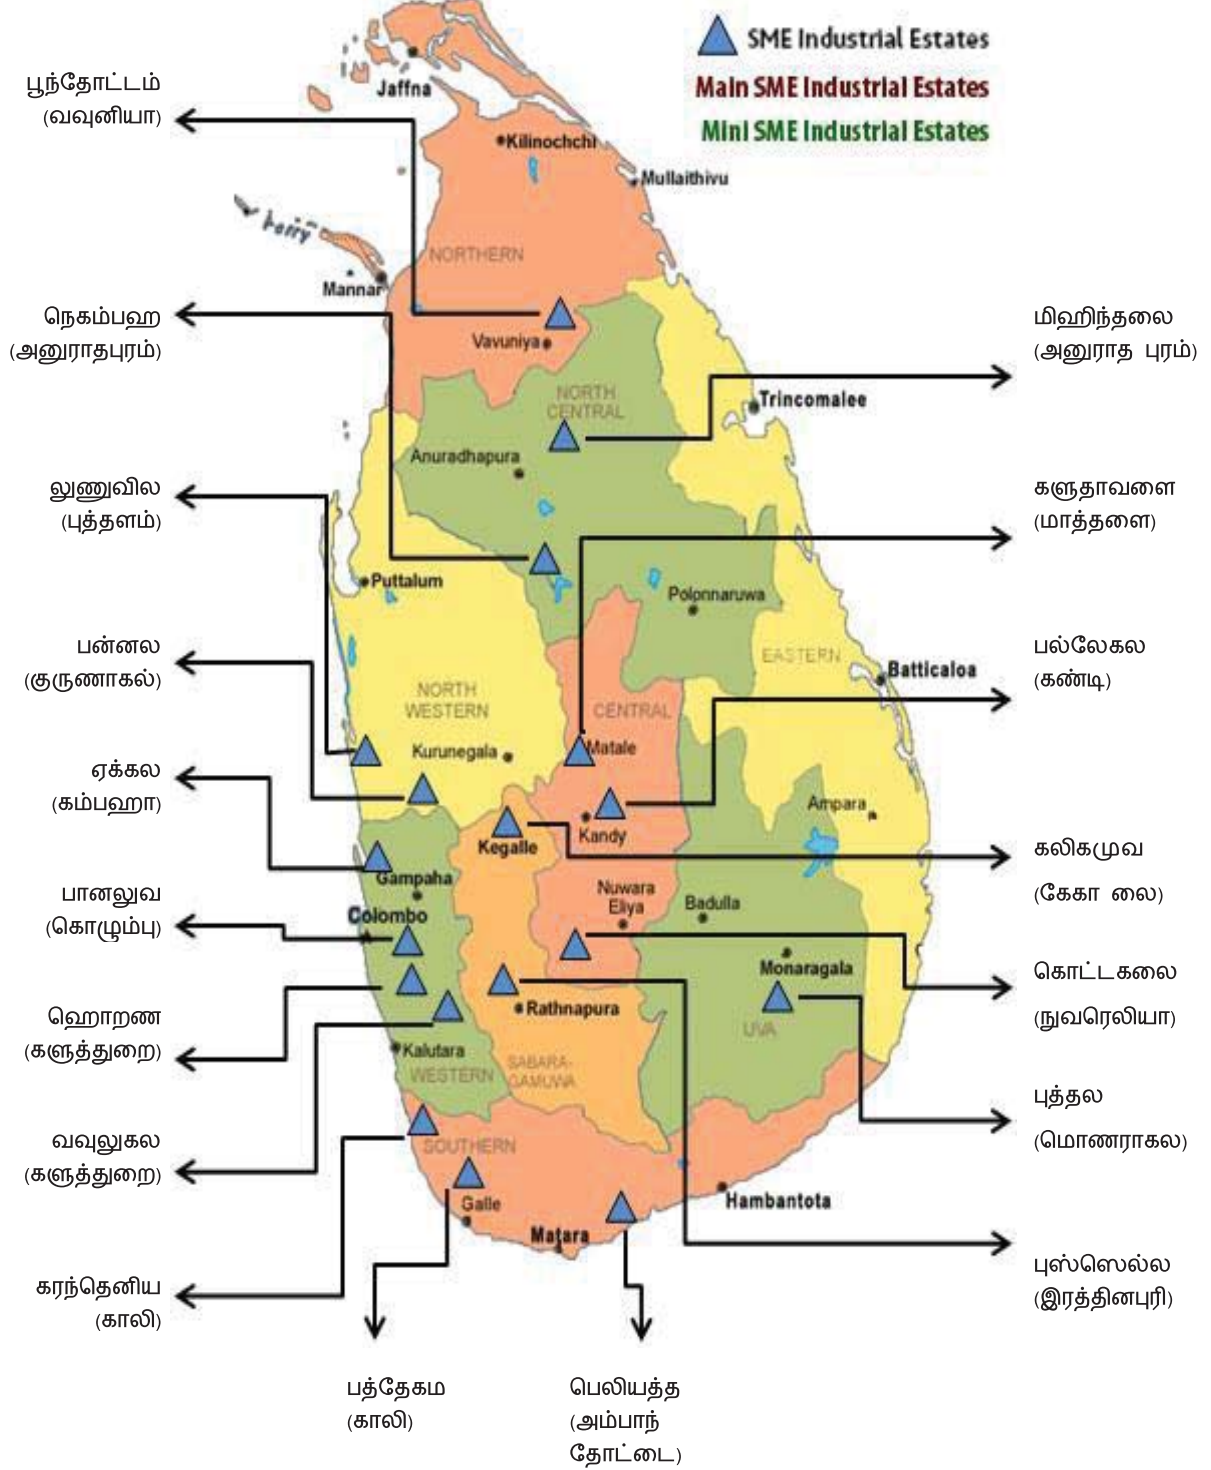 SME Industrial Estates
Main SME Industrial Estates
Mini SME Industrial Estates
பூந்தோட்டம்
(வவுனியா)
நெகம்பஹ
(அனுராதபுரம்)
லுணுவில
(புத்தளம்)
பன்னல
(குருணாகல்)
ஏக்கல
(கம்பஹா)
பானலுவ
(கொழும்பு)
ஹொறண
(களுத்துறை)
வவுலுகல
(களுத்துறை)
கரந்தெனிய
(காலி)
Jaffna
Kilinochchi
Mullaithivu
Ferry
NORTHERN
Mannar
Vavuniya
NORTH
CENTRAL
Trincomalee
Anuradhapura
Puttalum
Polonnaruwa
EASTERN
Batticaloa
NORTH
WESTERN
CENTRAL
Kurunegala
Matale
Ampara
Kandy
Kegalle
Gampaha
Nuwara
Eliya
Badulla
Colombo
Monaragala
Rathnapura
UVA
Kalutara
WESTERN
SABARA-
GAMUWA
SOUTHERN
Galle
Hambantota
Matara
மிஹிந்தலை
(அனுராத புரம்)
களுதாவளை
(மாத்தளை)
பல்லேகல
(கண்டி)
கலிகமுவ
(கேகா லை)
கொட்டகலை
(நுவரெலியா)
புத்தல
(மொணராகல)
புஸ்ஸெல்ல
(இரத்தினபுரி)
பத்தேகம
(காலி)
பெலியத்த
(அம்பாந்
தோட்டை)